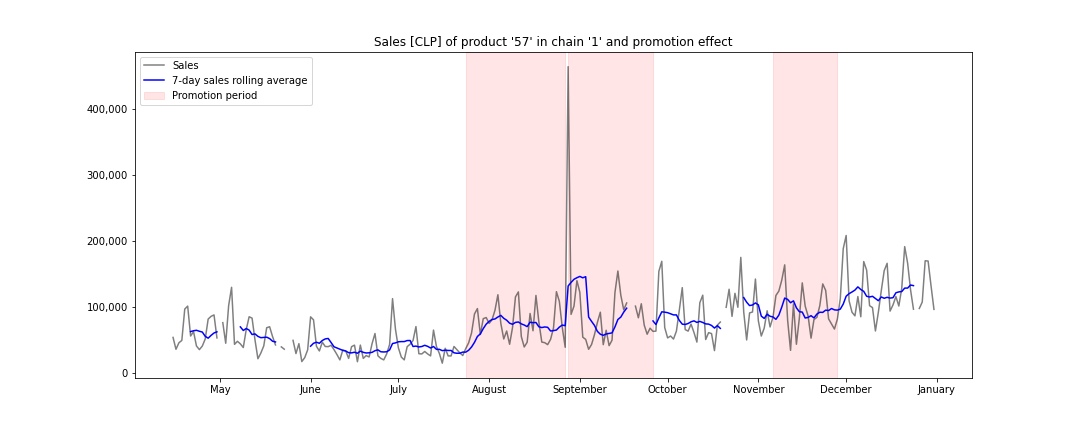 Sales [CLP] of product '57' in chain '1' and promotion effect
Sales
7-day sales rolling average
Promotion period
400,000
300,000
200,000
100,000
0
May
June
July
August
September
October
November
December
January